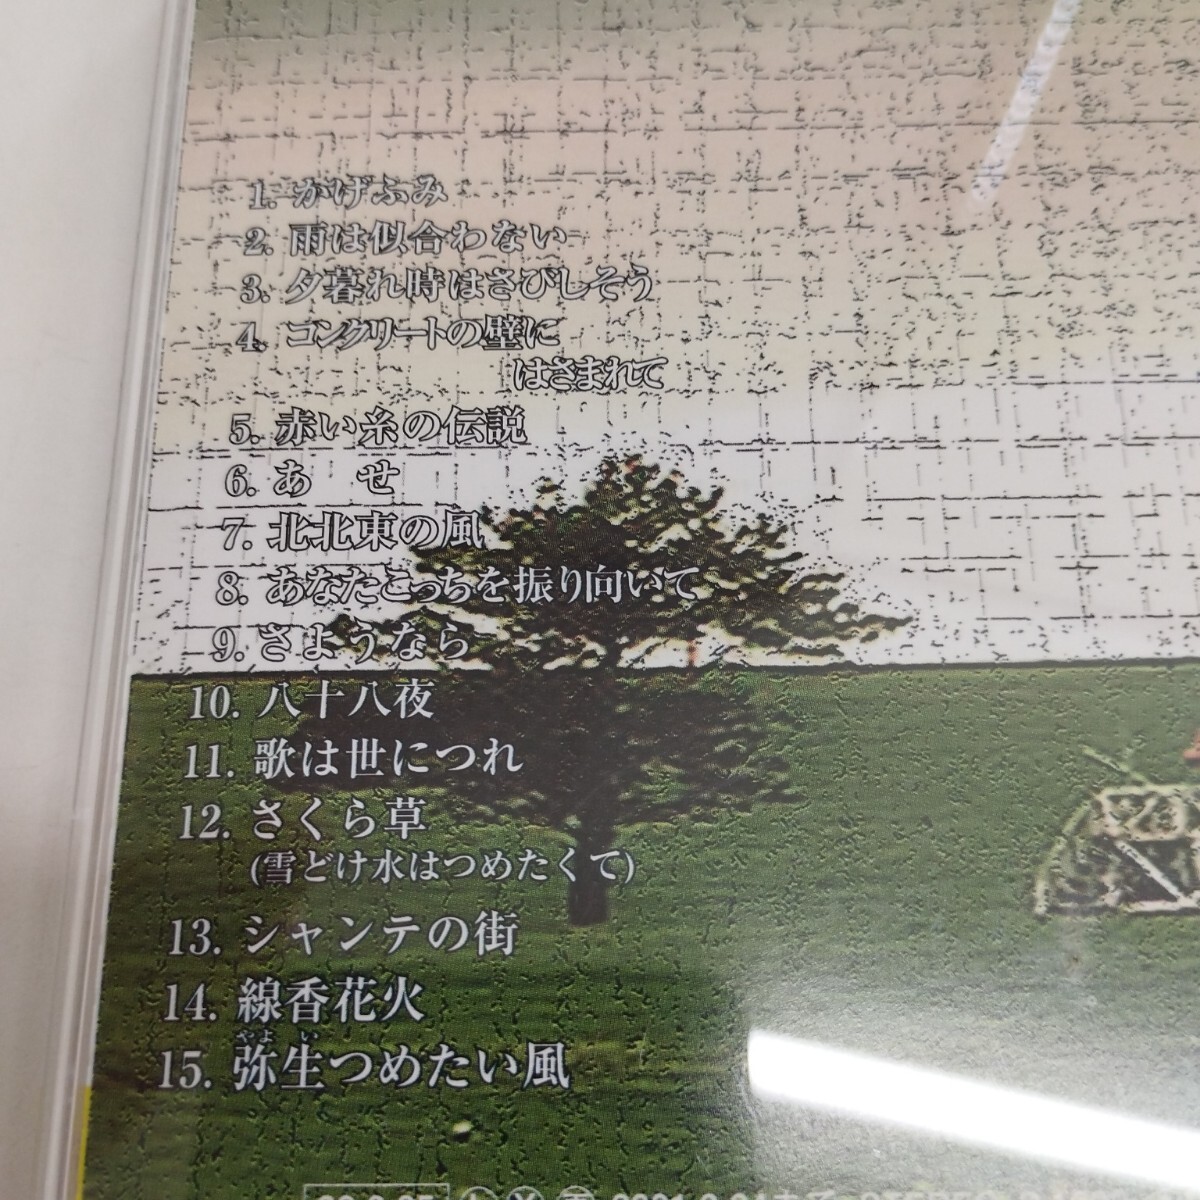 1. かげふみ
2. 雨は似合わない
3. 夕暮れ時はさびしそう
4. コンクリートの壁に
はさまれて
5. 赤い糸の伝説
6. あ　せ
7. 北北東の風
8. あなたこっちを振り向いて
9. さようなら
10. 八十八夜
11. 歌は世につれ
12. さくら草
(雪どけ水はつめたくて)
13. シャンテの街
14. 線香花火
やよ い
15. 弥生つめたい風